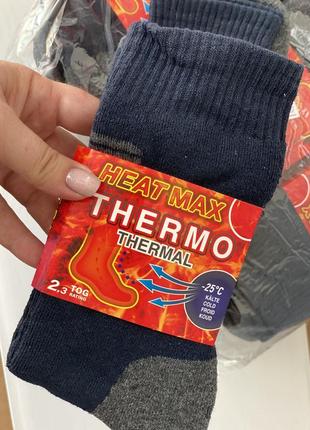 HEAT MAX
THERMO
THERMAL
-25°C
KÄLTE
COLD
FROID
KOUD
2.3 TOG
RATING